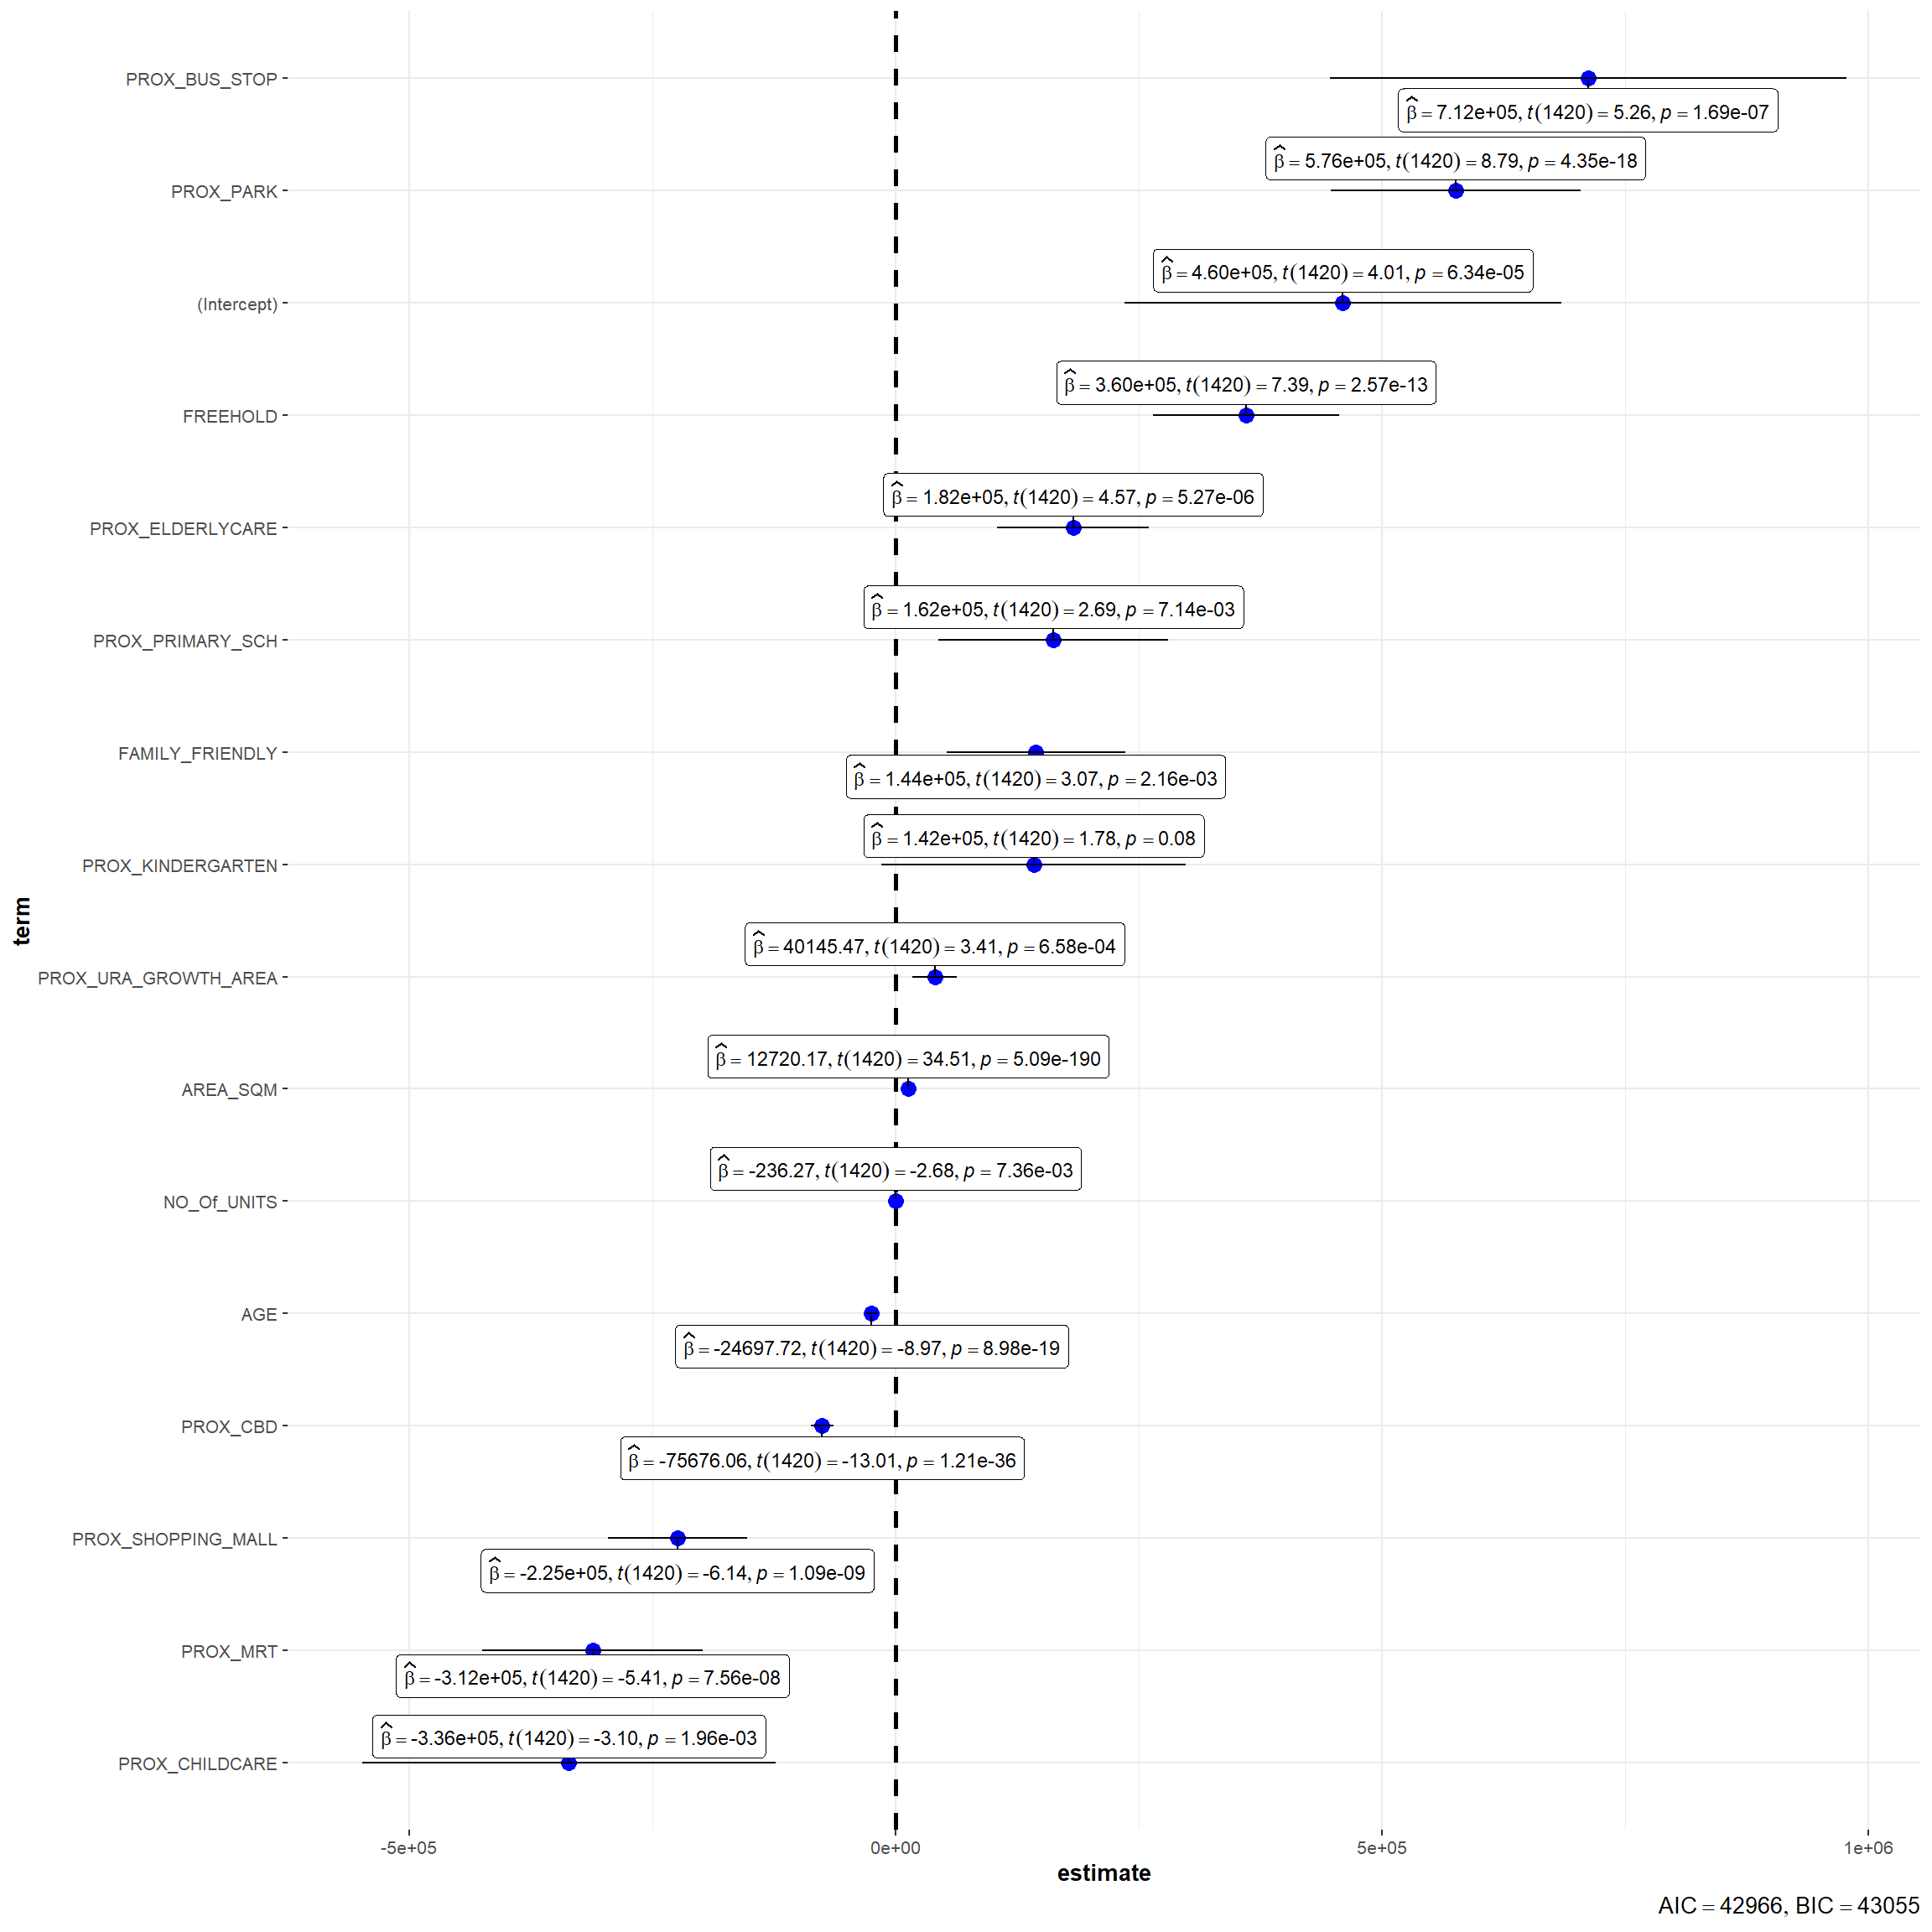 PROX_BUS_STOP
β̂ = 7.12e+05, t(1420) = 5.26, p = 1.69e-07
β̂ = 5.76e+05, t(1420) = 8.79, p = 4.35e-18
PROX_PARK
β̂ = 4.60e+05, t(1420) = 4.01, p = 6.34e-05
(Intercept)
β̂ = 3.60e+05, t(1420) = 7.39, p = 2.57e-13
FREEHOLD
β̂ = 1.82e+05, t(1420) = 4.57, p = 5.27e-06
PROX_ELDERLYCARE
β̂ = 1.62e+05, t(1420) = 2.69, p = 7.14e-03
PROX_PRIMARY_SCH
FAMILY_FRIENDLY
β̂ = 1.44e+05, t(1420) = 3.07, p = 2.16e-03
β̂ = 1.42e+05, t(1420) = 1.78, p = 0.08
PROX_KINDERGARTEN
term
β̂ = 40145.47, t(1420) = 3.41, p = 6.58e-04
PROX_URA_GROWTH_AREA
β̂ = 12720.17, t(1420) = 34.51, p = 5.09e-190
AREA_SQM
β̂ = -236.27, t(1420) = -2.68, p = 7.36e-03
NO_Of_UNITS
AGE
β̂ = -24697.72, t(1420) = -8.97, p = 8.98e-19
PROX_CBD
β̂ = -75676.06, t(1420) = -13.01, p = 1.21e-36
PROX_SHOPPING_MALL
β̂ = -2.25e+05, t(1420) = -6.14, p = 1.09e-09
PROX_MRT
β̂ = -3.12e+05, t(1420) = -5.41, p = 7.56e-08
β̂ = -3.36e+05, t(1420) = -3.10, p = 1.96e-03
PROX_CHILDCARE
-5e+05 0e+00 5e+05 1e+06
estimate
AIC = 42966, BIC = 43055